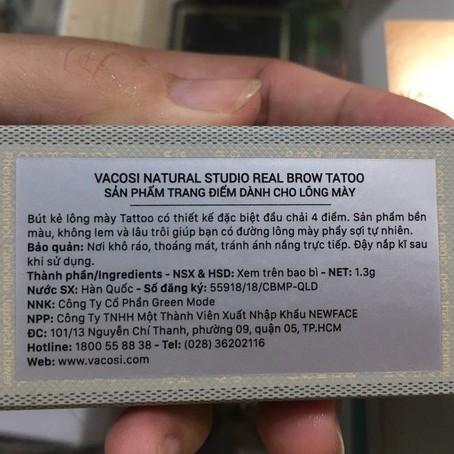 VACOSI NATURAL STUDIO REAL BROW TATOO
SẢN PHẨM TRANG ĐIỂM DÀNH CHO LÔNG MÀY
Bút kẻ lông mày Tattoo có thiết kế đặc biệt đầu chải 4 điểm. Sản phẩm bền
màu, không lem và lâu trôi giúp bạn có đường lông mày phẩy sợi tự nhiên.
Bảo quản: Nơi khô ráo, thoáng mát, tránh ánh nắng trực tiếp. Đậy nắp kĩ sau
khi sử dụng.
Thành phần/Ingredients - NSX & HSD: Xem trên bao bì - NET: 1.3g
Nước SX: Hàn Quốc - Số đăng ký: 55918/18/CBMP-QLD
NNK: Công Ty Cổ Phần Green Mode
NPP: Công Ty TNHH Một Thành Viên Xuất Nhập Khẩu NEWFACE
ĐC: 101/13 Nguyễn Chí Thanh, phường 09, quận 05, TP.HCM
Hotline: 1800 55 88 38 - Tel: (028) 36202116
Web: www.vacosi.com